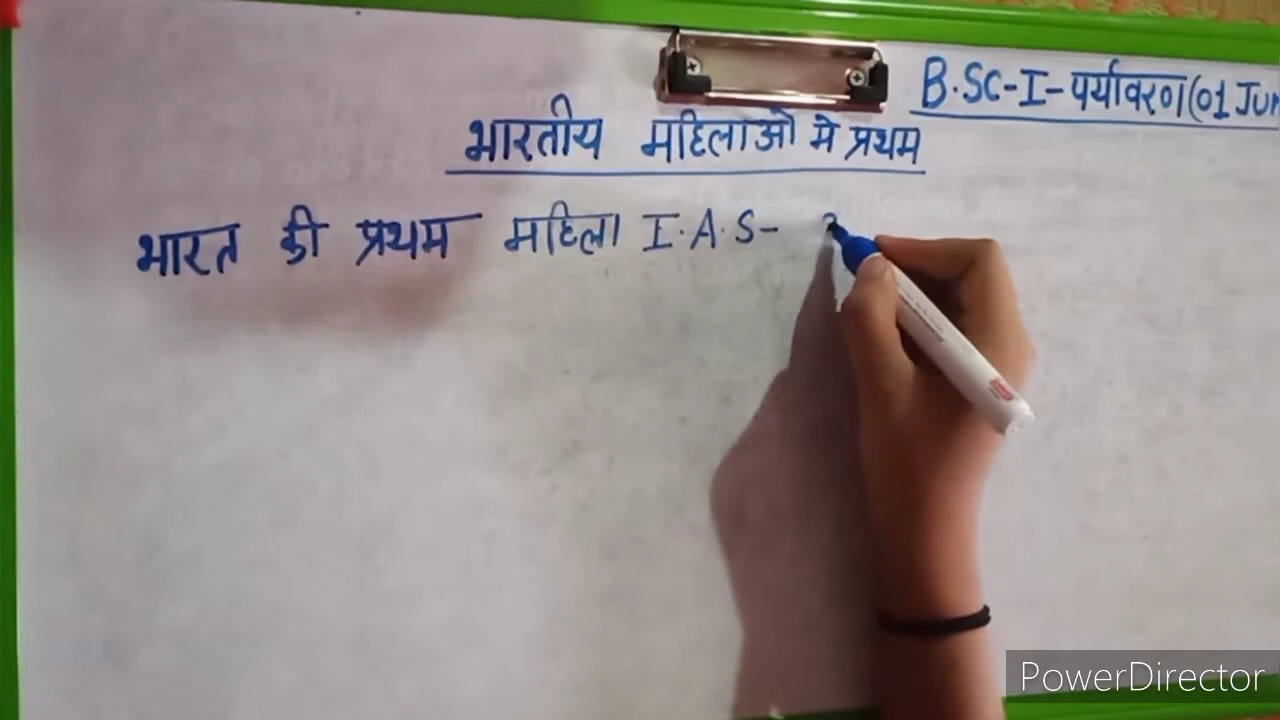 B.Sc-I-पर्यावरण(01 Jun
भारतीय महिलाओं मे प्रथम
भारत की प्रथम महिला I.A.S-
PowerDirector